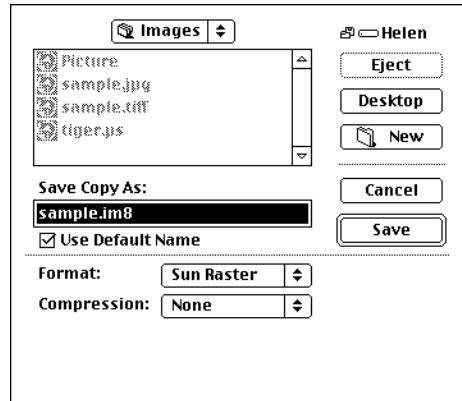 Images
Helen
Picture
sample.jpg
sample.tiff
tiger.ps
Eject
Desktop
New
Save Copy As:
sample.im8
Use Default Name
Cancel
Save
Format: Sun Raster
Compression: None